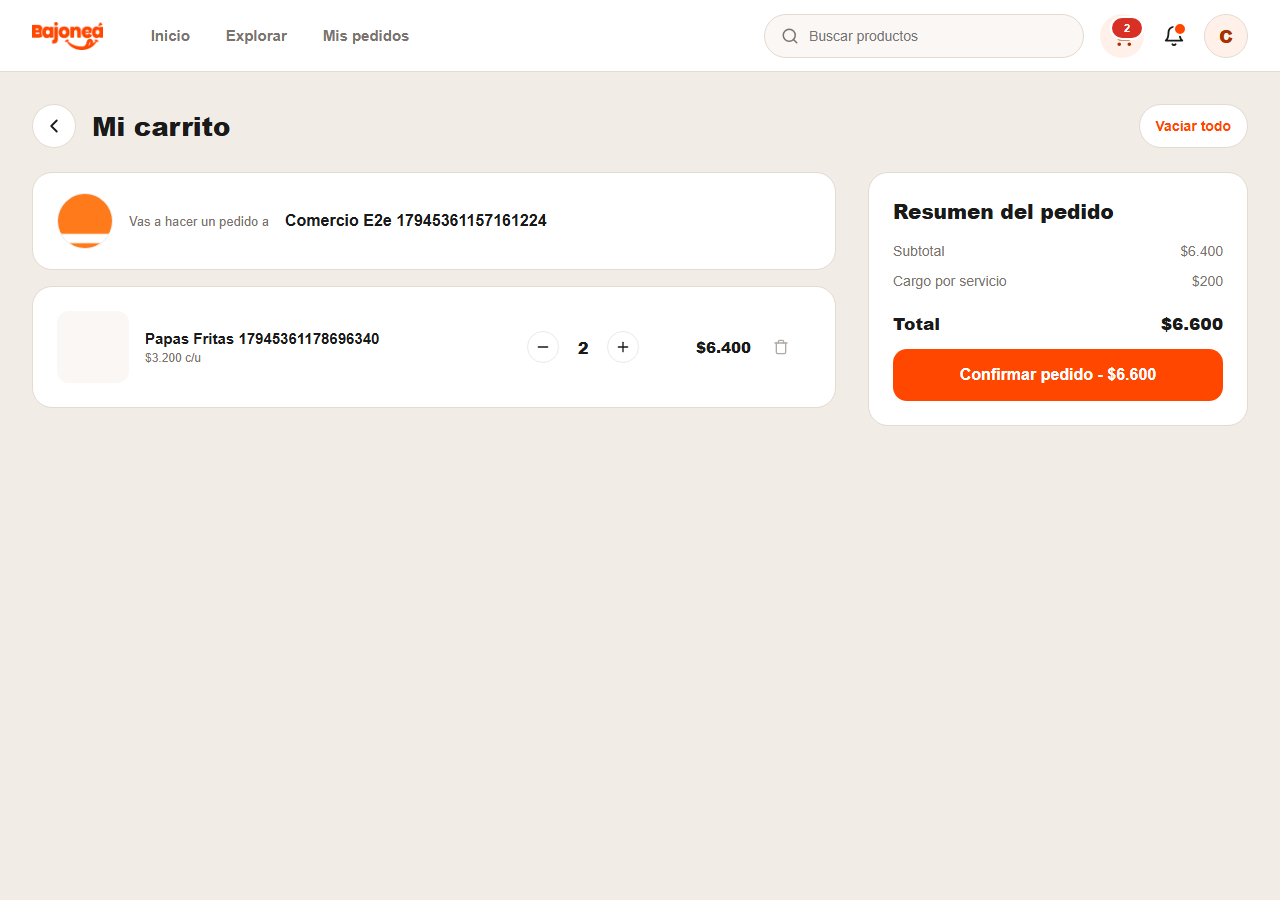 Bajoneá
Inicio
Explorar
Mis pedidos
Buscar productos
2
C
Mi carrito
Vaciar todo
Vas a hacer un pedido a Comercio E2e 17945361157161224
Papas Fritas 17945361178696340
$3.200 c/u
2
$6.400
Resumen del pedido
Subtotal $6.400
Cargo por servicio $200
Total $6.600
Confirmar pedido - $6.600